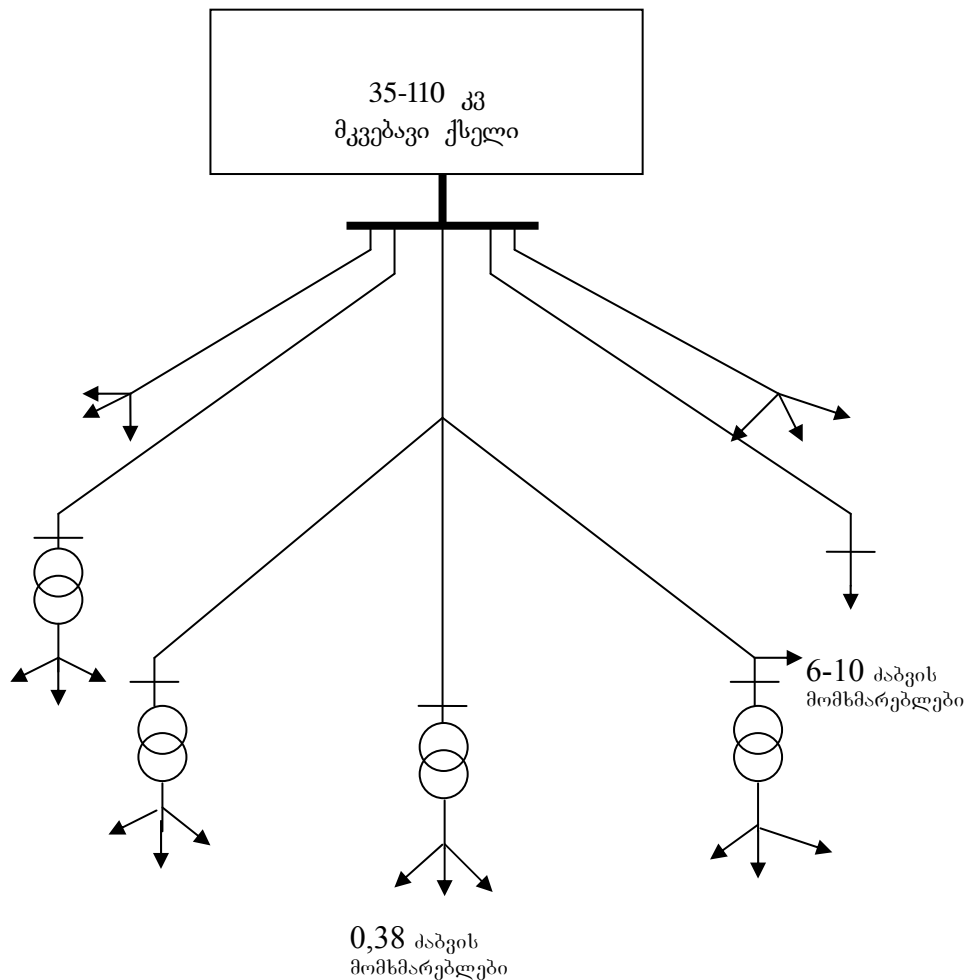 35-110 კვ
მკვებავი ქსელი
6-10 ძაბვის
მომხმარებლები
0,38 ძაბვის
მომხმარებლები